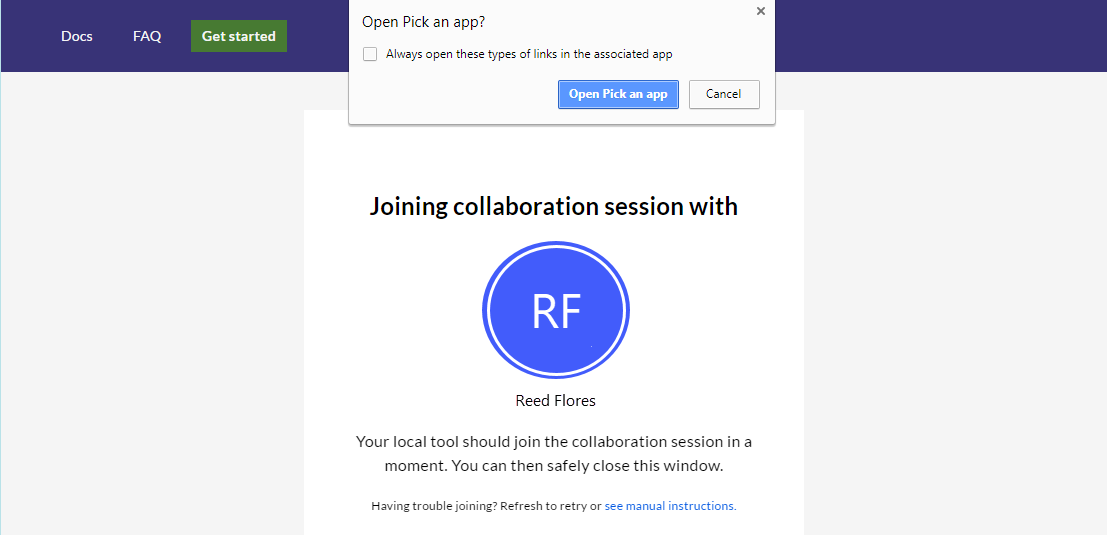 Docs FAQ Get started
Open Pick an app?
Always open these types of links in the associated app
Open Pick an app Cancel
Joining collaboration session with
RF
Reed Flores
Your local tool should join the collaboration session in a
moment. You can then safely close this window.
Having trouble joining? Refresh to retry or see manual instructions.